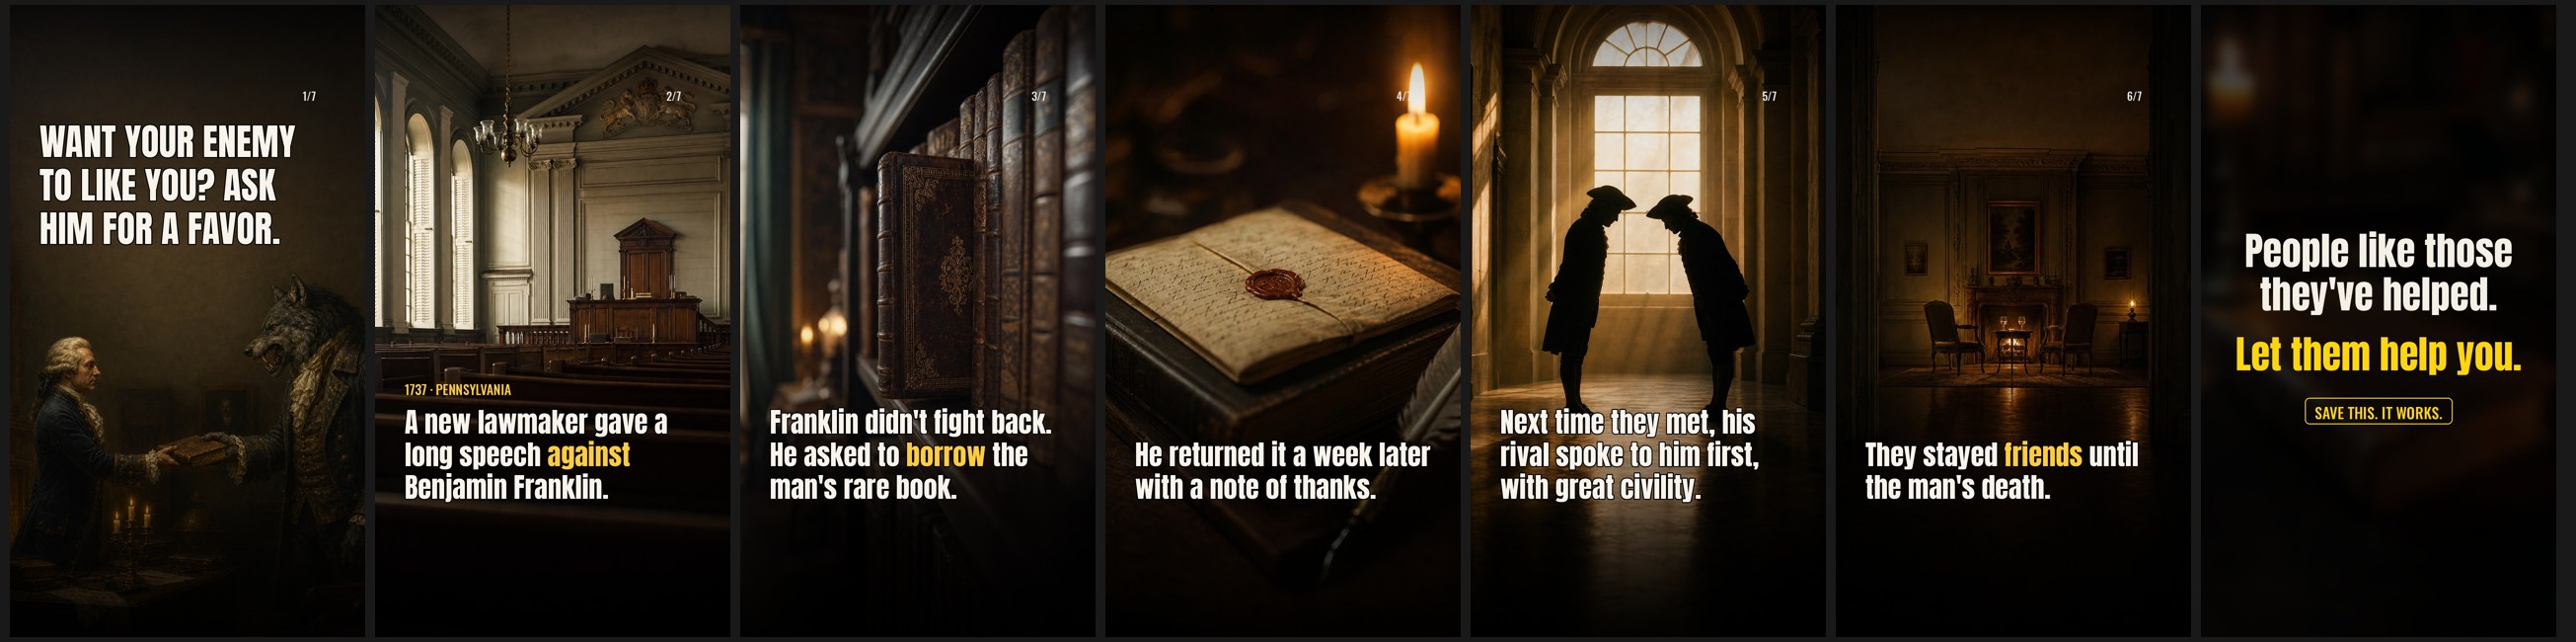 1/7
WANT YOUR ENEMY
TO LIKE YOU? ASK
HIM FOR A FAVOR.
2/7
1737 · PENNSYLVANIA
A new lawmaker gave a
long speech against
Benjamin Franklin.
3/7
Franklin didn't fight back.
He asked to borrow the
man's rare book.
4/7
He returned it a week later
with a note of thanks.
5/7
Next time they met, his
rival spoke to him first,
with great civility.
6/7
They stayed friends until
the man's death.
People like those
they've helped.
Let them help you.
SAVE THIS. IT WORKS.